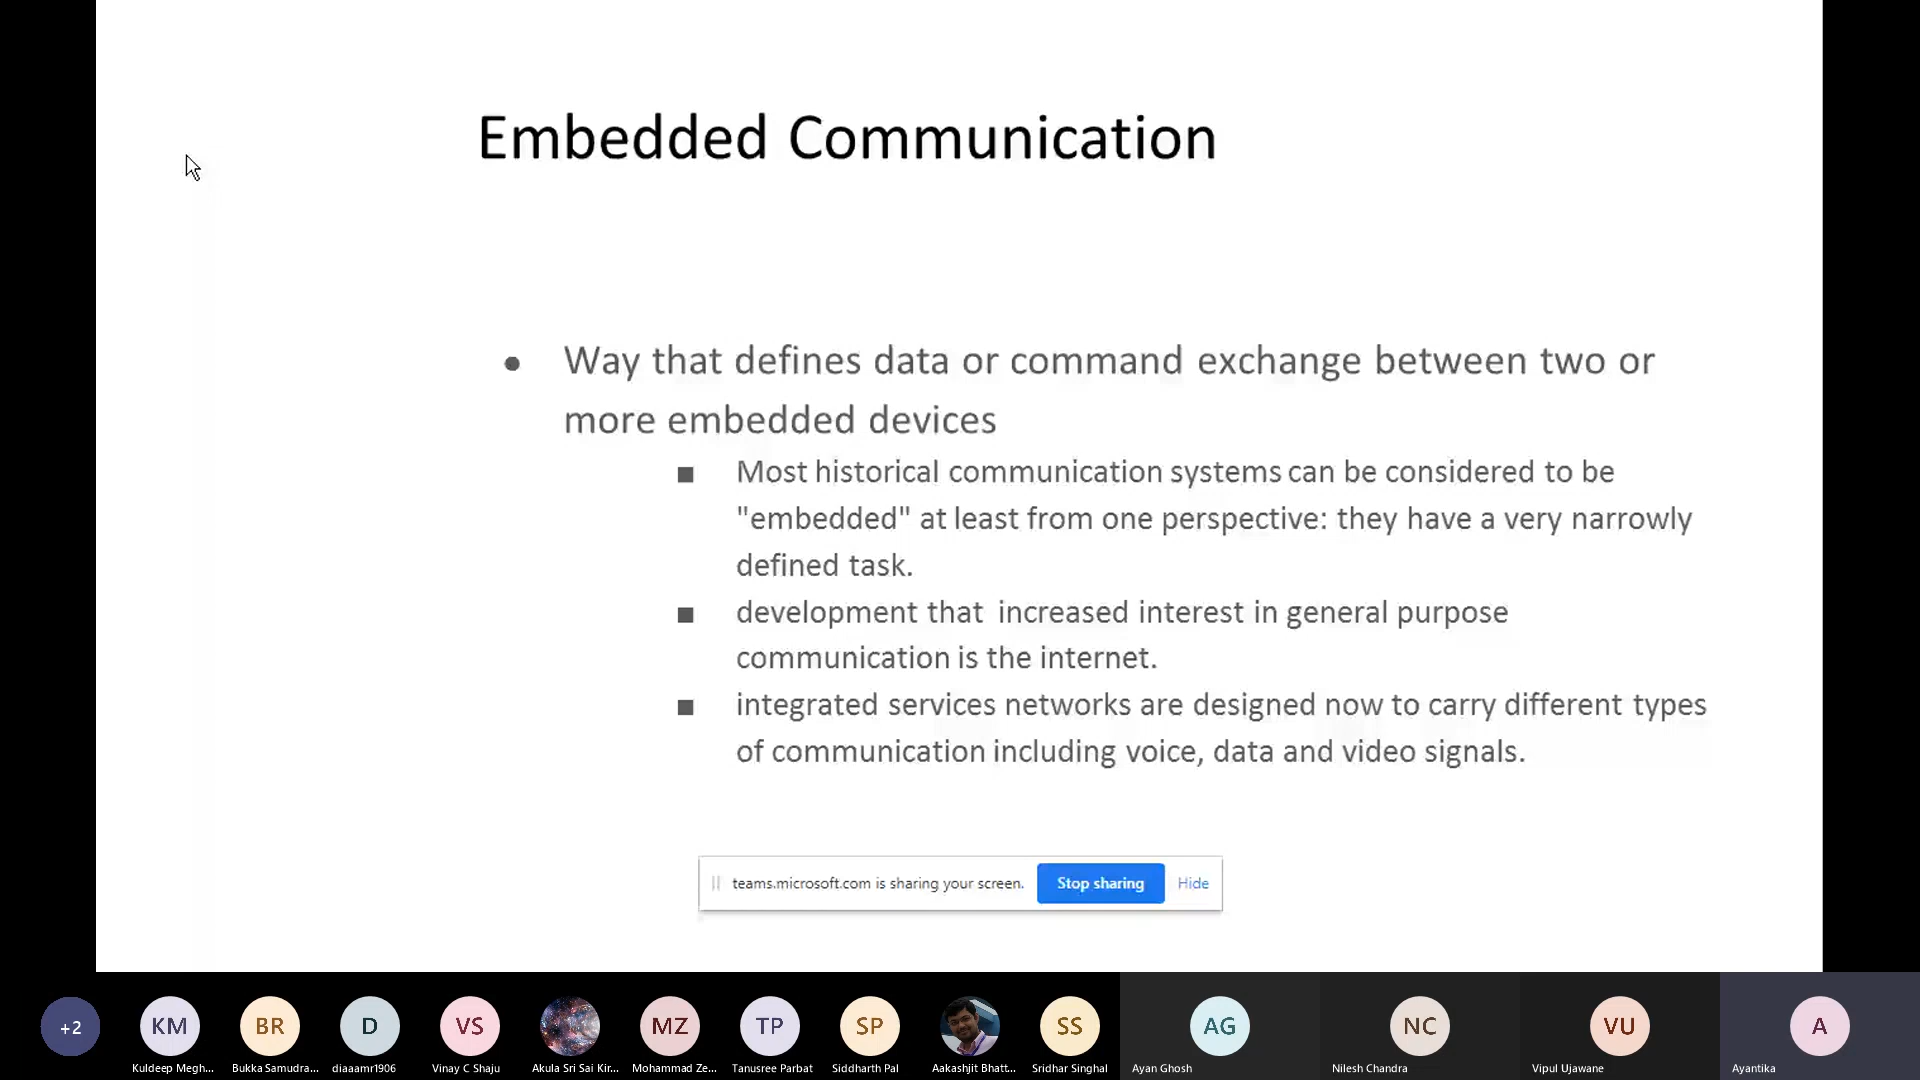 Embedded Communication
● Way that defines data or command exchange between two or
more embedded devices
■ Most historical communication systems can be considered to be
"embedded" at least from one perspective: they have a very narrowly
defined task.
■ development that increased interest in general purpose
communication is the internet.
■ integrated services networks are designed now to carry different types
of communication including voice, data and video signals.
teams.microsoft.com is sharing your screen. Stop sharing Hide
+2 KM BR D VS MZ TP SP SS AG NC VU A
Kuldeep Megh... Bukka Samudra... diaaamr1906 Vinay C Shaju Akula Sri Sai Kir... Mohammad Ze... Tanusree Parbat Siddharth Pal Aakashjit Bhatt... Sridhar Singhal Ayan Ghosh Nilesh Chandra Vipul Ujawane Ayantika